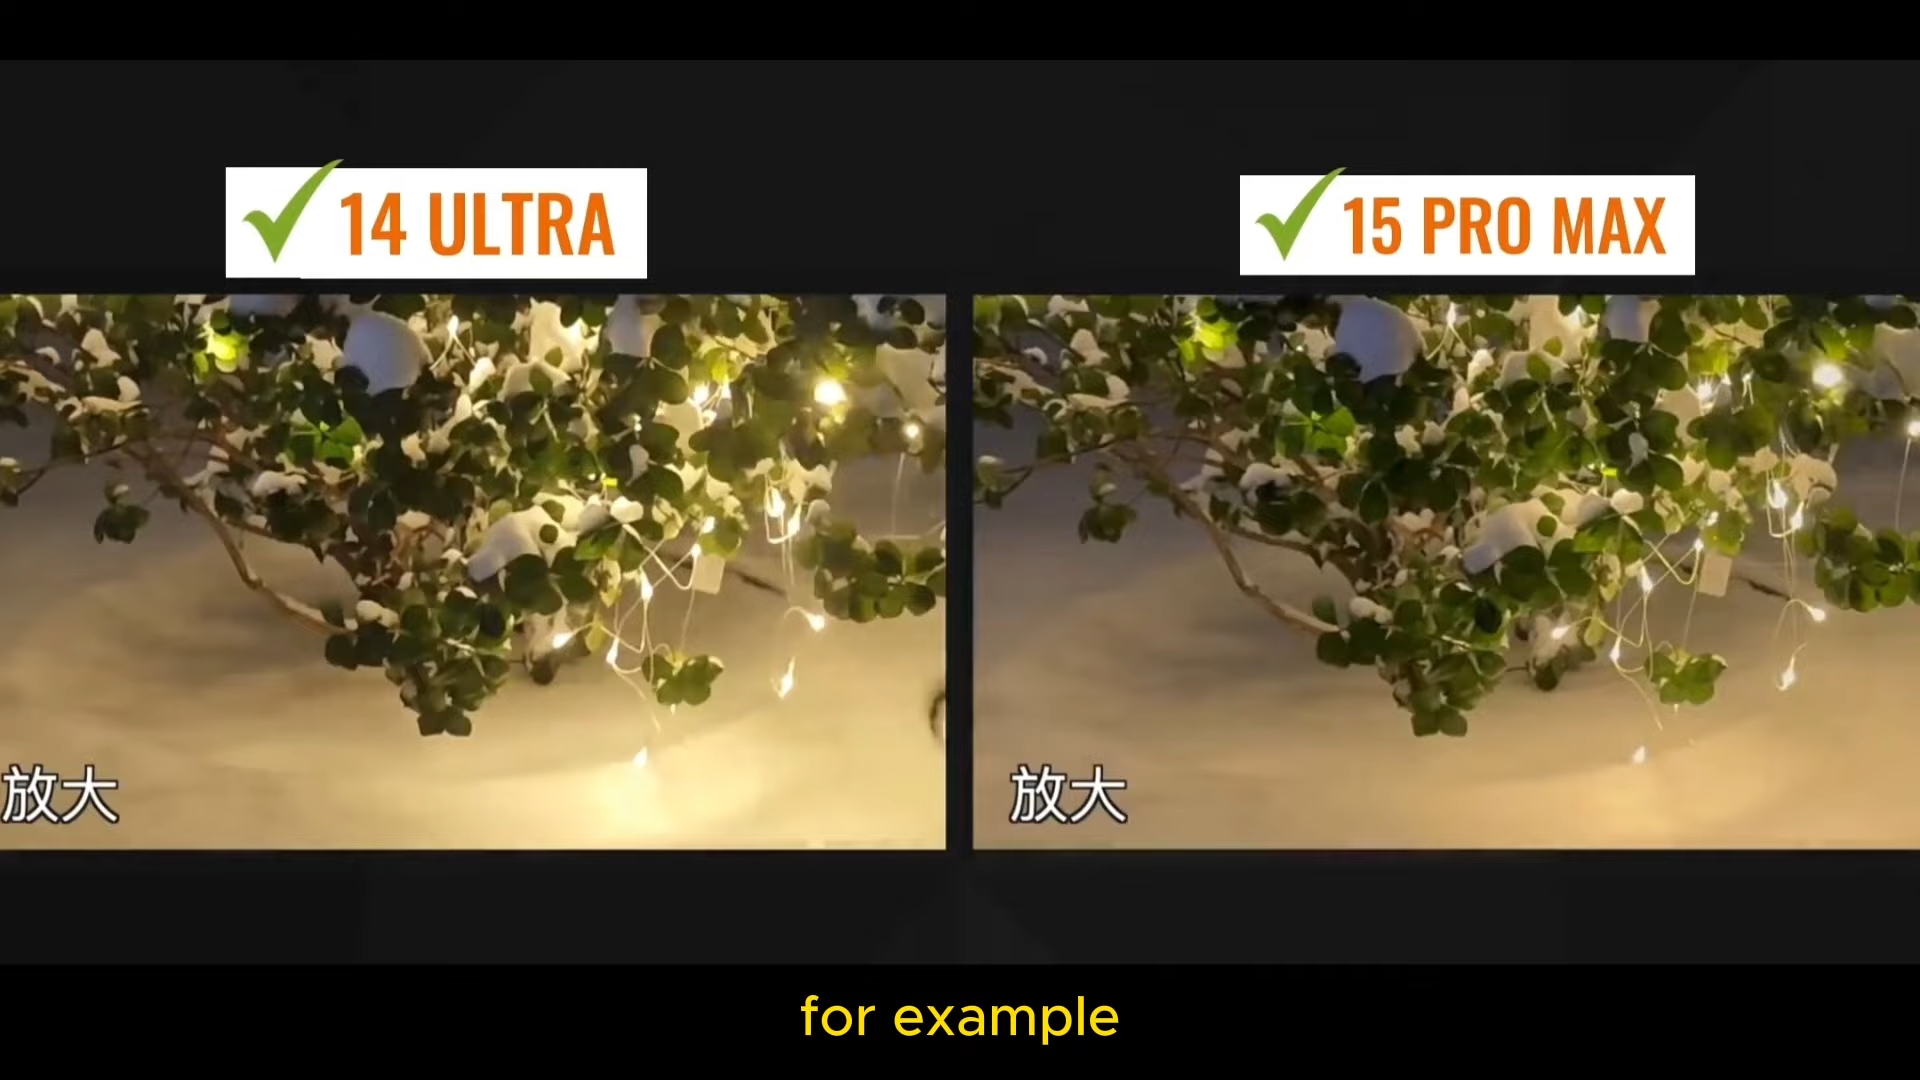 14 ULTRA
15 PRO MAX
放大
放大
for example